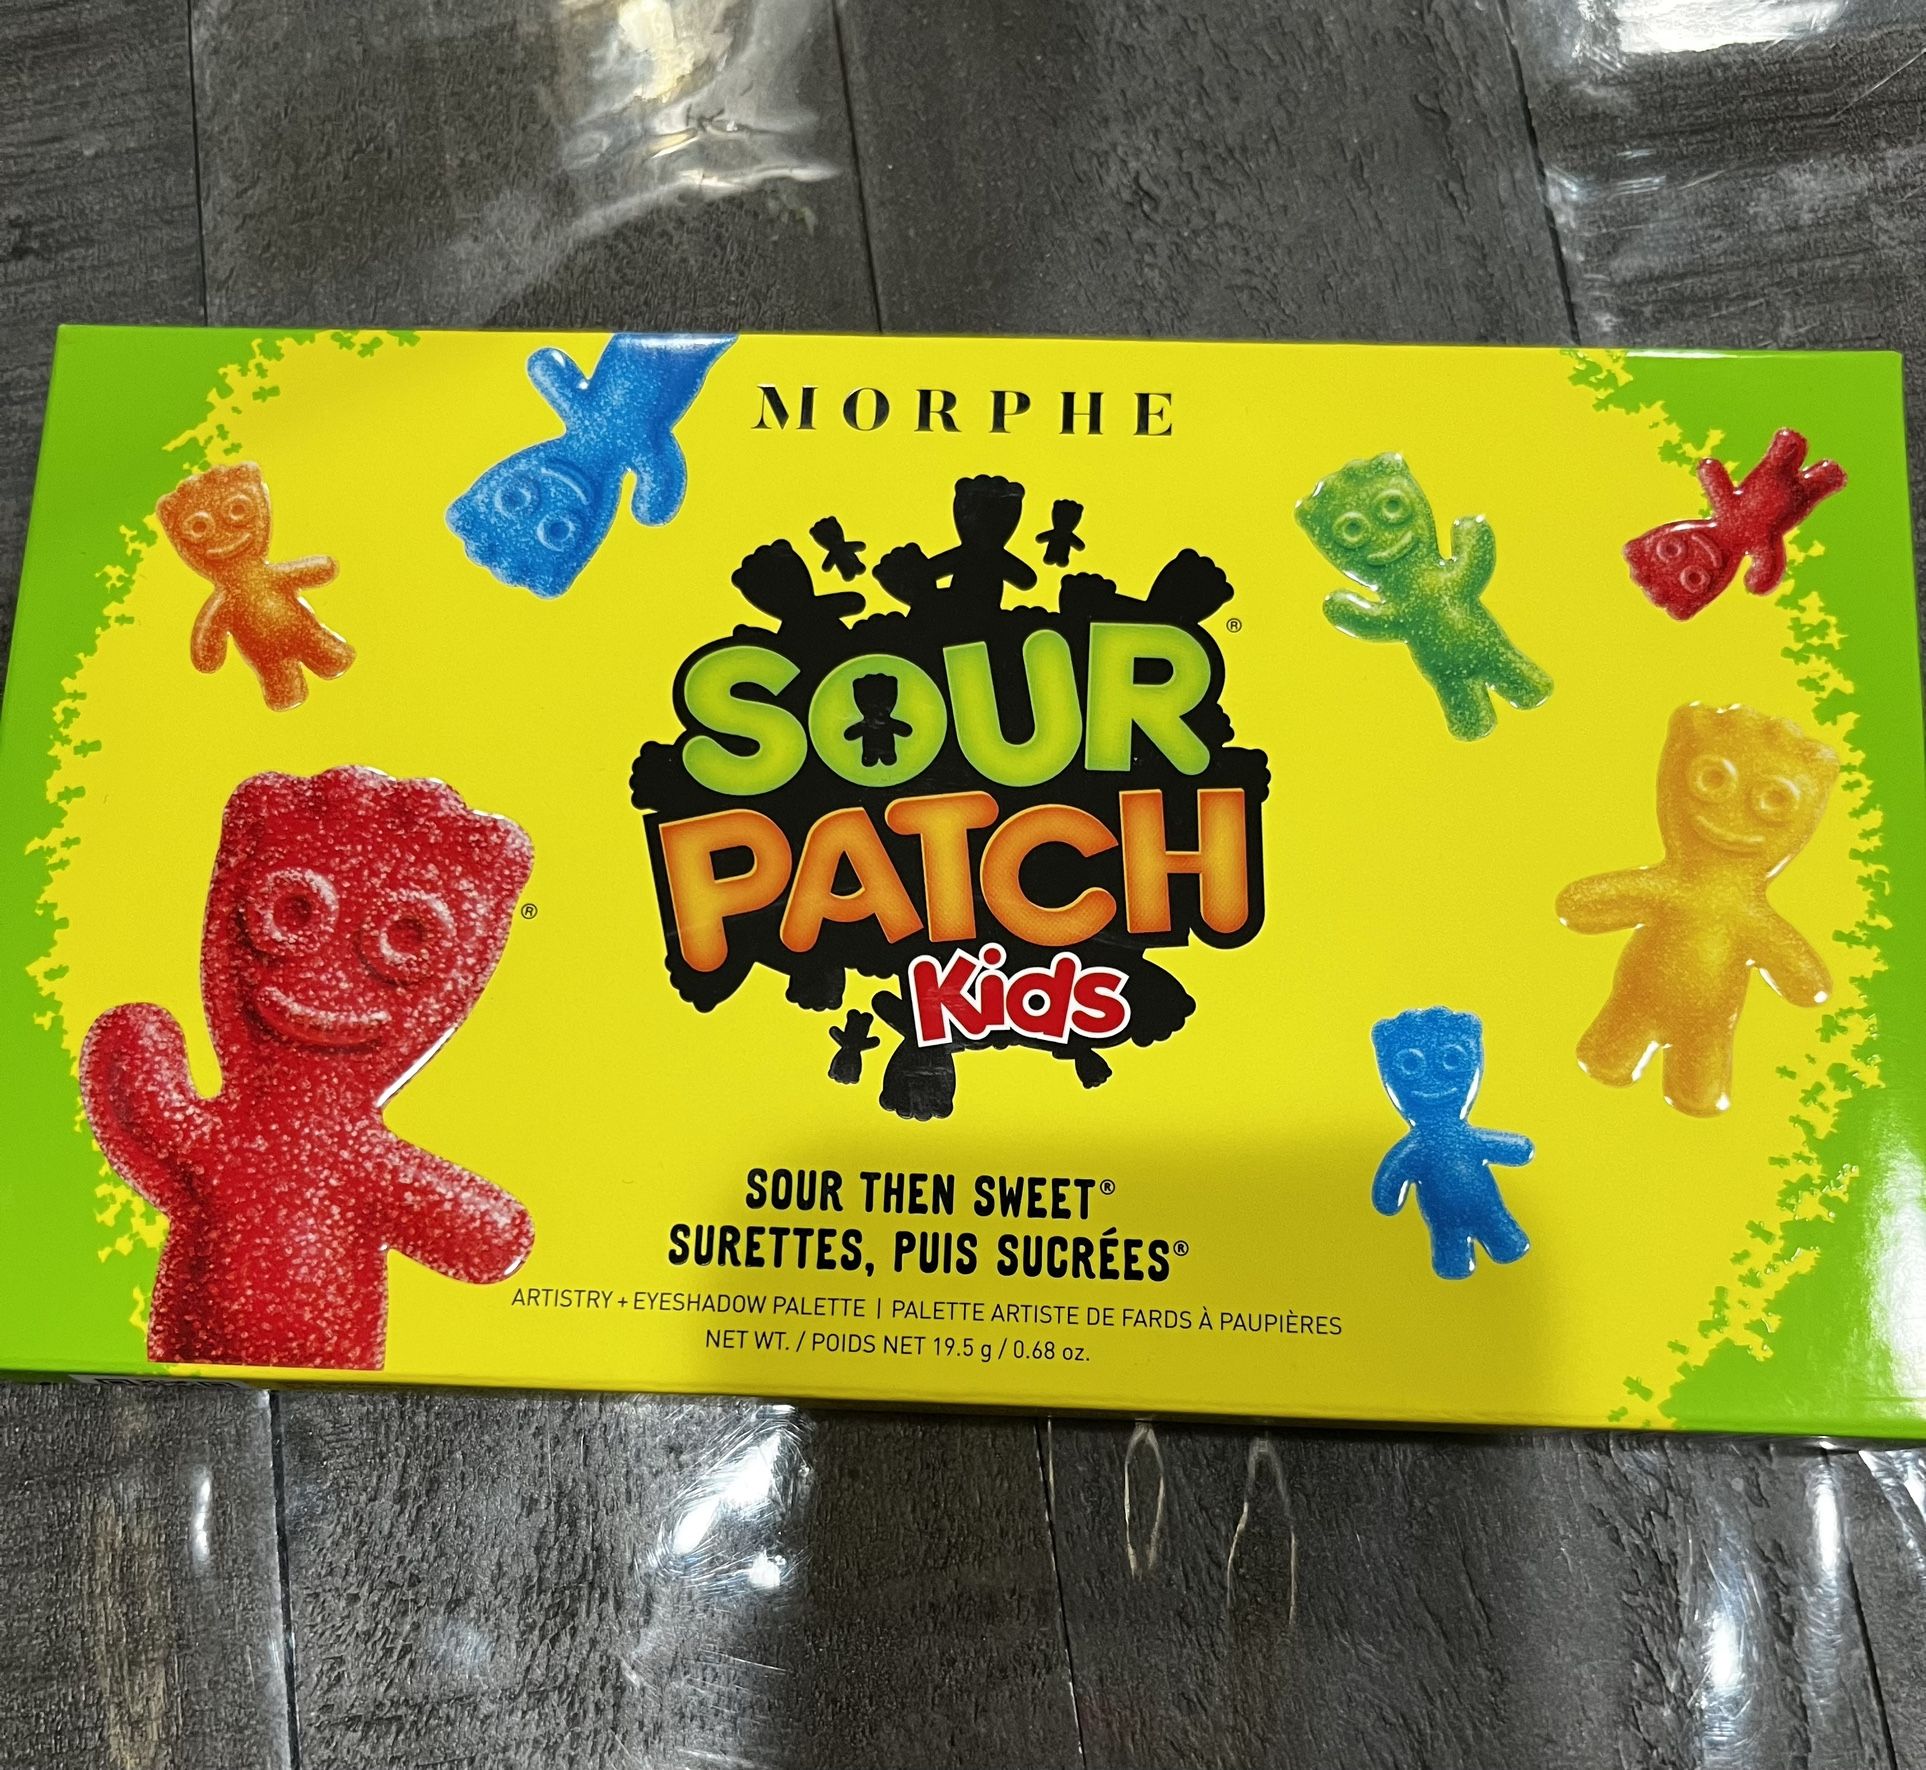 MORPHE
SOUR®
PATCH
Kids
®
SOUR THEN SWEET®
SURETTES, PUIS SUCRÉES®
ARTISTRY + EYESHADOW PALETTE | PALETTE ARTISTE DE FARDS À PAUPIÈRES
NET WT. / POIDS NET 19.5 g / 0.68 oz.